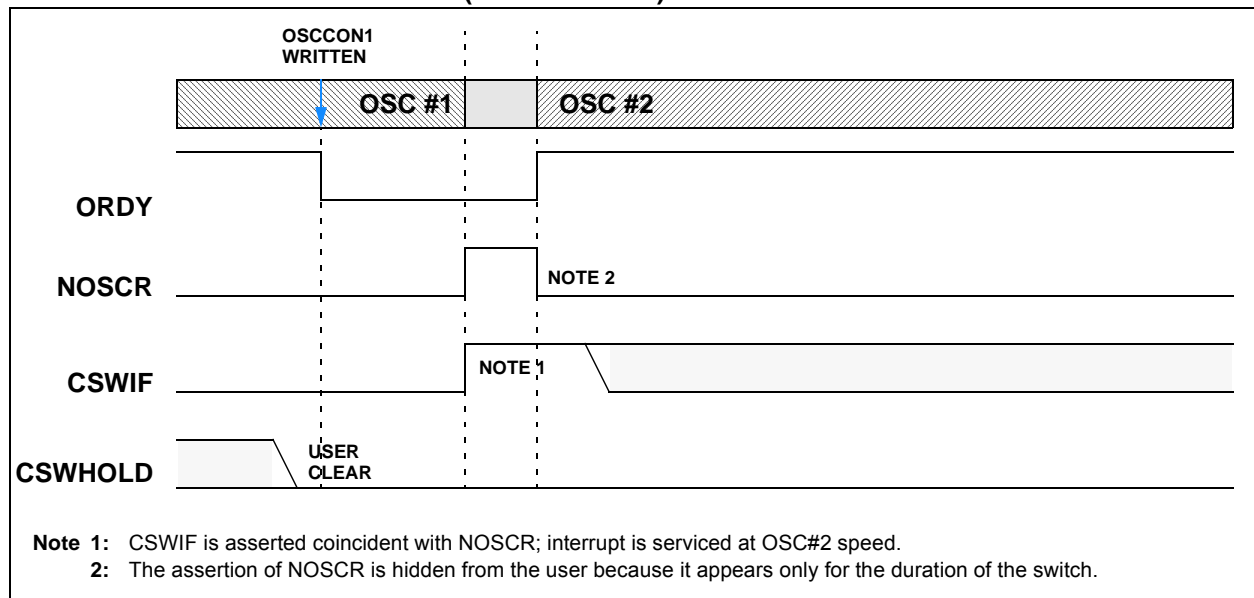 OSCCON1
WRITTEN
OSC #1
OSC #2
ORDY
NOSCR
NOTE 2
CSWIF
NOTE 1
CSWHOLD
USER
CLEAR
Note 1: CSWIF is asserted coincident with NOSCR; interrupt is serviced at OSC#2 speed.
2: The assertion of NOSCR is hidden from the user because it appears only for the duration of the switch.